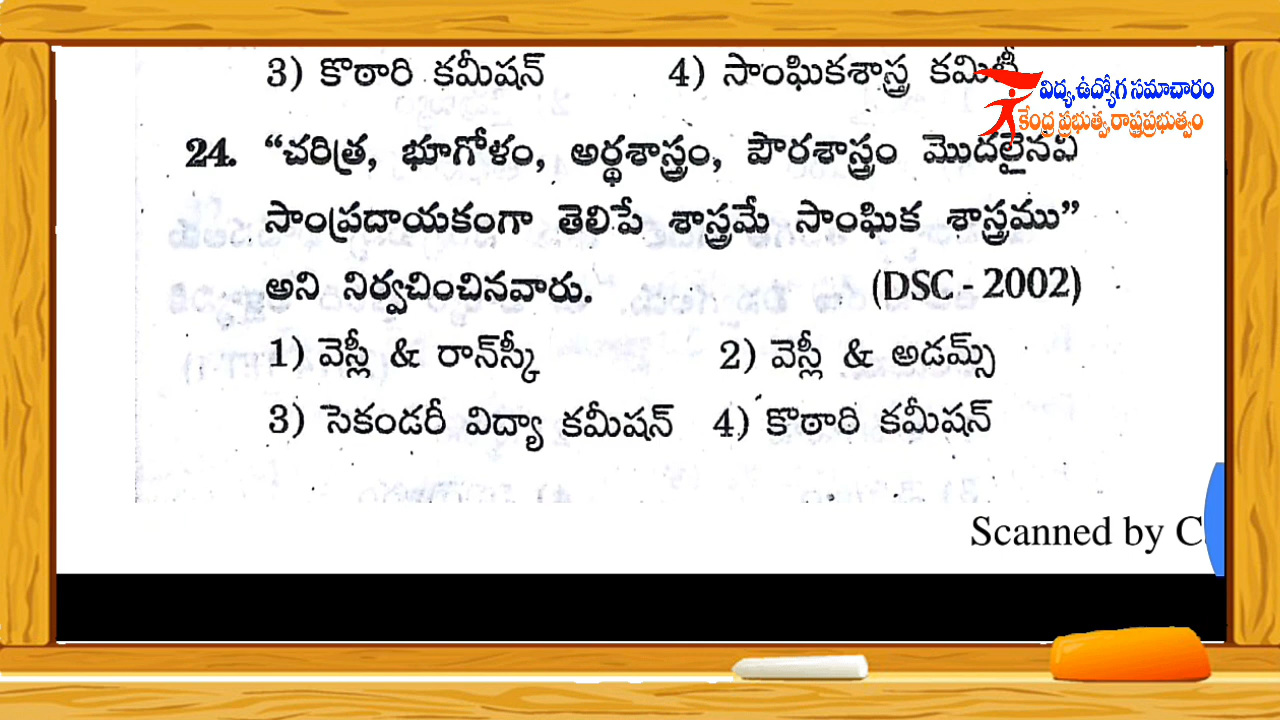 3) కొఠారి కమీషన్ 4) సాంఘికశాస్త్ర కమిటీ
విద్య,ఉద్యోగ సమాచారం
కేంద్ర ప్రభుత్వ,రాష్ట్రప్రభుత్వం
24. “చరిత్ర, భూగోళం, అర్థశాస్త్రం, పౌరశాస్త్రం మొదలైనవి
సాంప్రదాయకంగా తెలిపే శాస్త్రమే సాంఘిక శాస్త్రము”
అని నిర్వచించినవారు. (DSC - 2002)
1) వెస్లీ & రాన్‌స్కీ 2) వెస్లీ & అడమ్స్
3) సెకండరీ విద్యా కమీషన్ 4) కొఠారి కమీషన్
Scanned by